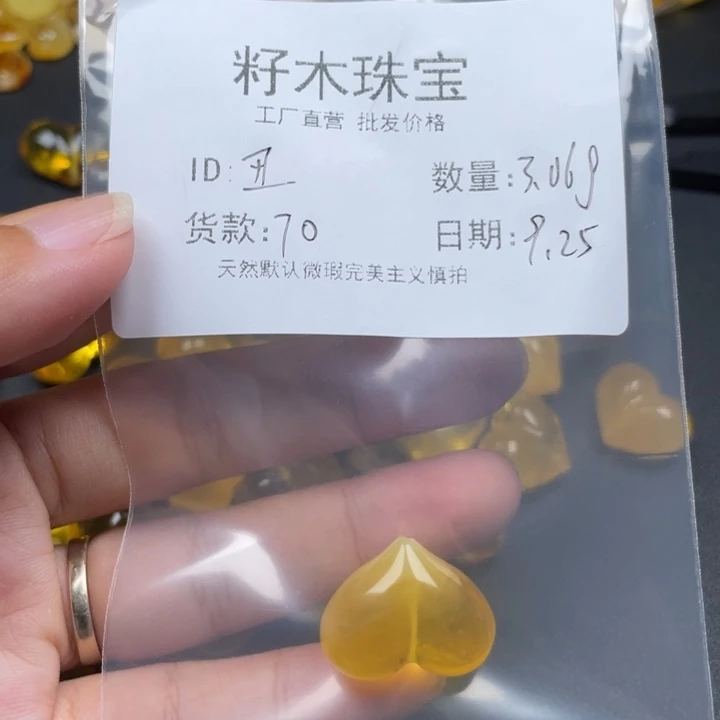 籽木珠宝
工厂直营 批发价格
ID: 丑 数量:3.06g
货款:70 日期:9.25
天然默认微瑕完美主义慎拍